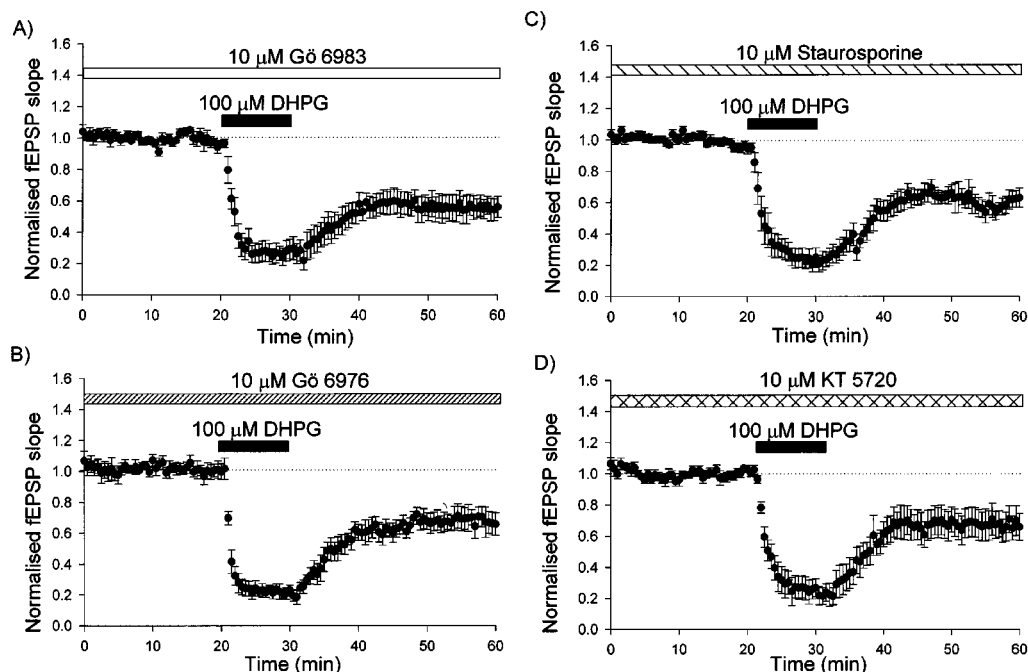 A)
10 μM Gö 6983
100 μM DHPG
Normalised fEPSP slope
1.6
1.4
1.2
1.0
0.8
0.6
0.4
0.2
0.0
0 10 20 30 40 50 60
Time (min)
B)
10 μM Gö 6976
100 μM DHPG
Normalised fEPSP slope
1.6
1.4
1.2
1.0
0.8
0.6
0.4
0.2
0.0
0 10 20 30 40 50 60
Time (min)
C)
10 μM Staurosporine
100 μM DHPG
Normalised fEPSP slope
1.6
1.4
1.2
1.0
0.8
0.6
0.4
0.2
0.0
0 10 20 30 40 50 60
Time (min)
D)
10 μM KT 5720
100 μM DHPG
Normalised fEPSP slope
1.6
1.4
1.2
1.0
0.8
0.6
0.4
0.2
0.0
0 10 20 30 40 50 60
Time (min)